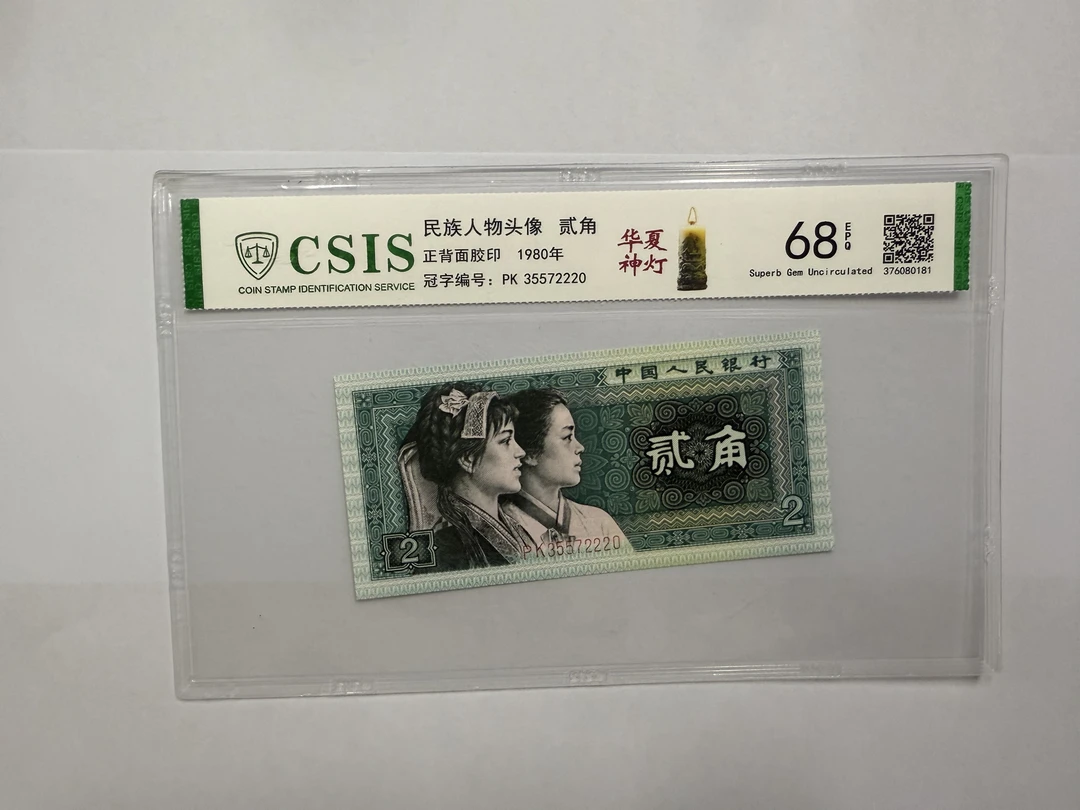 CSIS
COIN STAMP IDENTIFICATION SERVICE
民族人物头像 贰角
正背面胶印 1980年
冠字编号：PK 35572220
华夏
神灯
68 EPQ
Superb Gem Uncirculated
376080181
中国人民银行
贰角
2
2
PK35572220